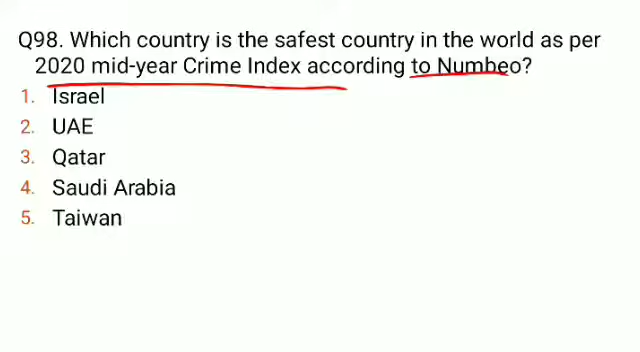 Q98. Which country is the safest country in the world as per
2020 mid-year Crime Index according to Numbeo?
1. Israel
2. UAE
3. Qatar
4. Saudi Arabia
5. Taiwan